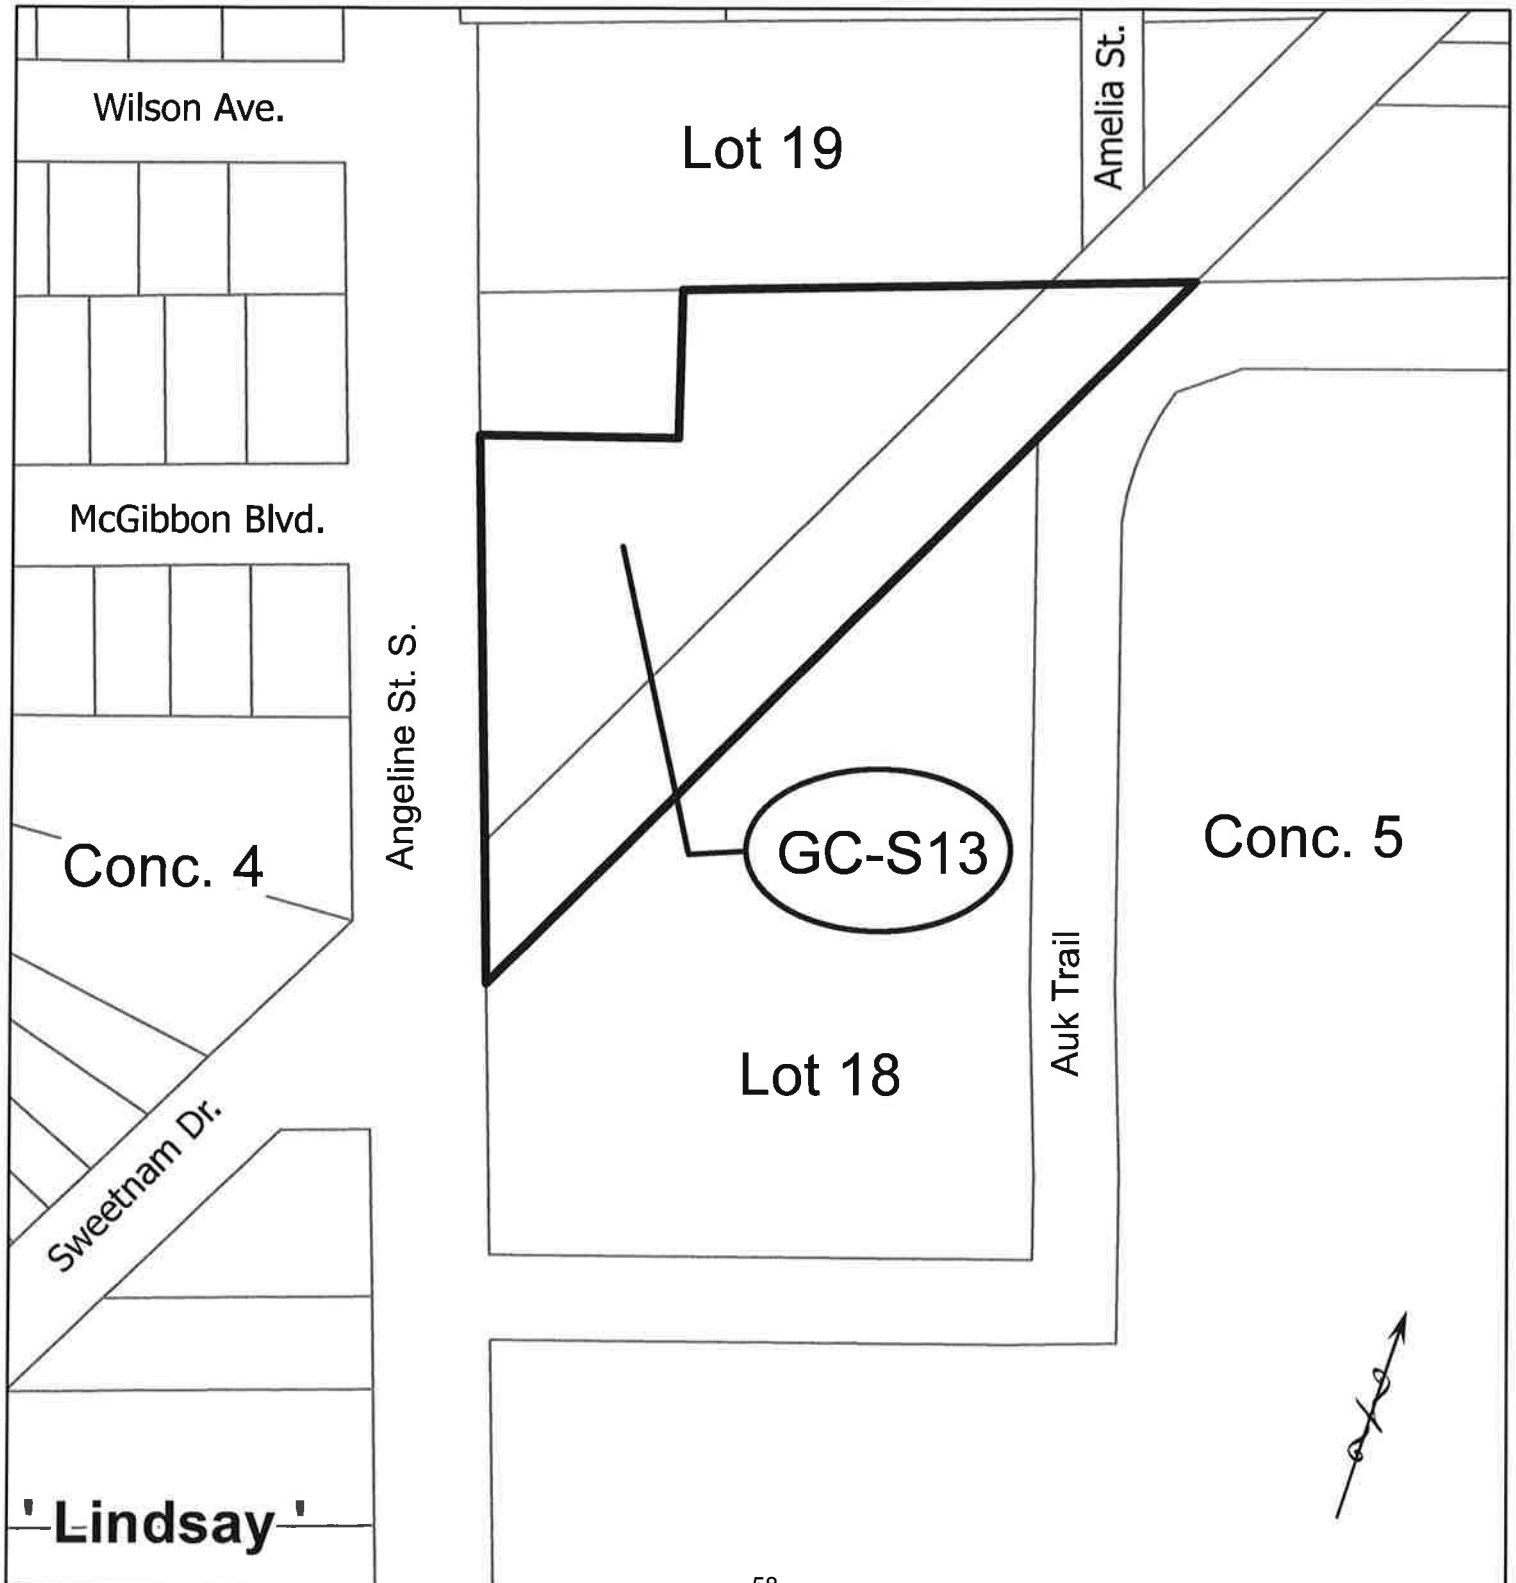 Wilson Ave.
Lot 19
Amelia St.
McGibbon Blvd.
Angeline St. S.
Conc. 4
GC-S13
Conc. 5
Auk Trail
Lot 18
Sweetnam Dr.
' Lindsay '
58